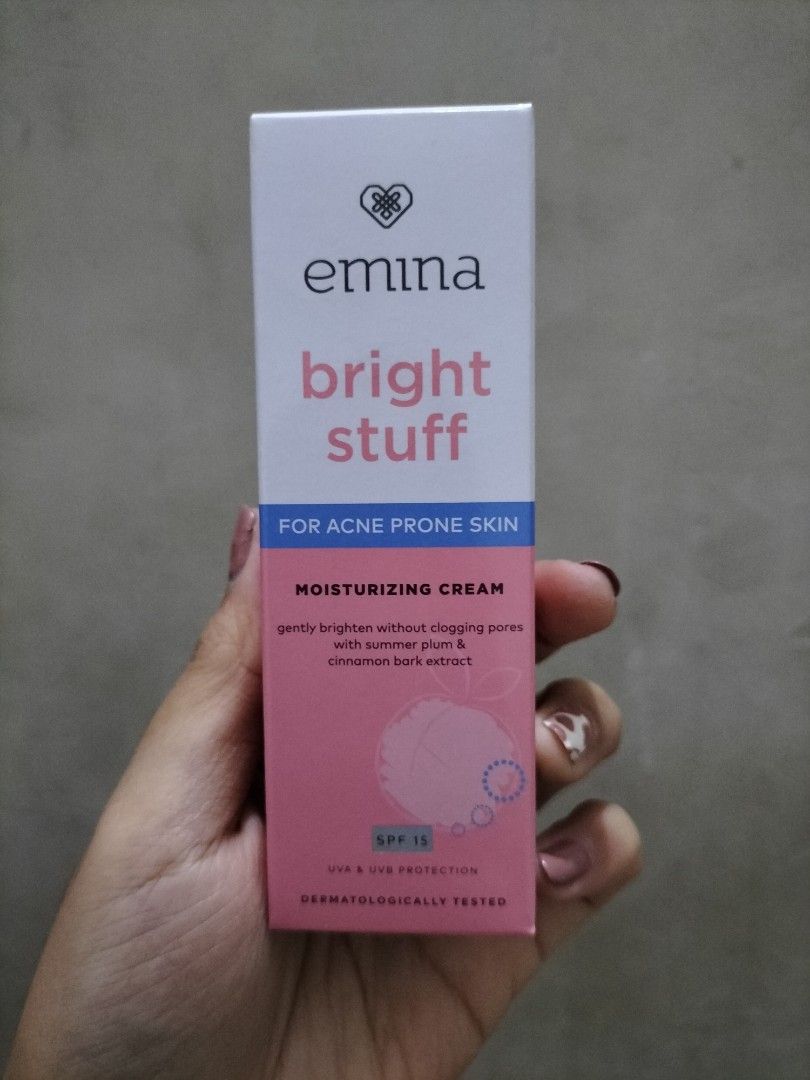 emina
bright
stuff
FOR ACNE PRONE SKIN
MOISTURIZING CREAM
gently brighten without clogging pores
with summer plum &
cinnamon bark extract
SPF 15
UVA & UVB PROTECTION
DERMATOLOGICALLY TESTED